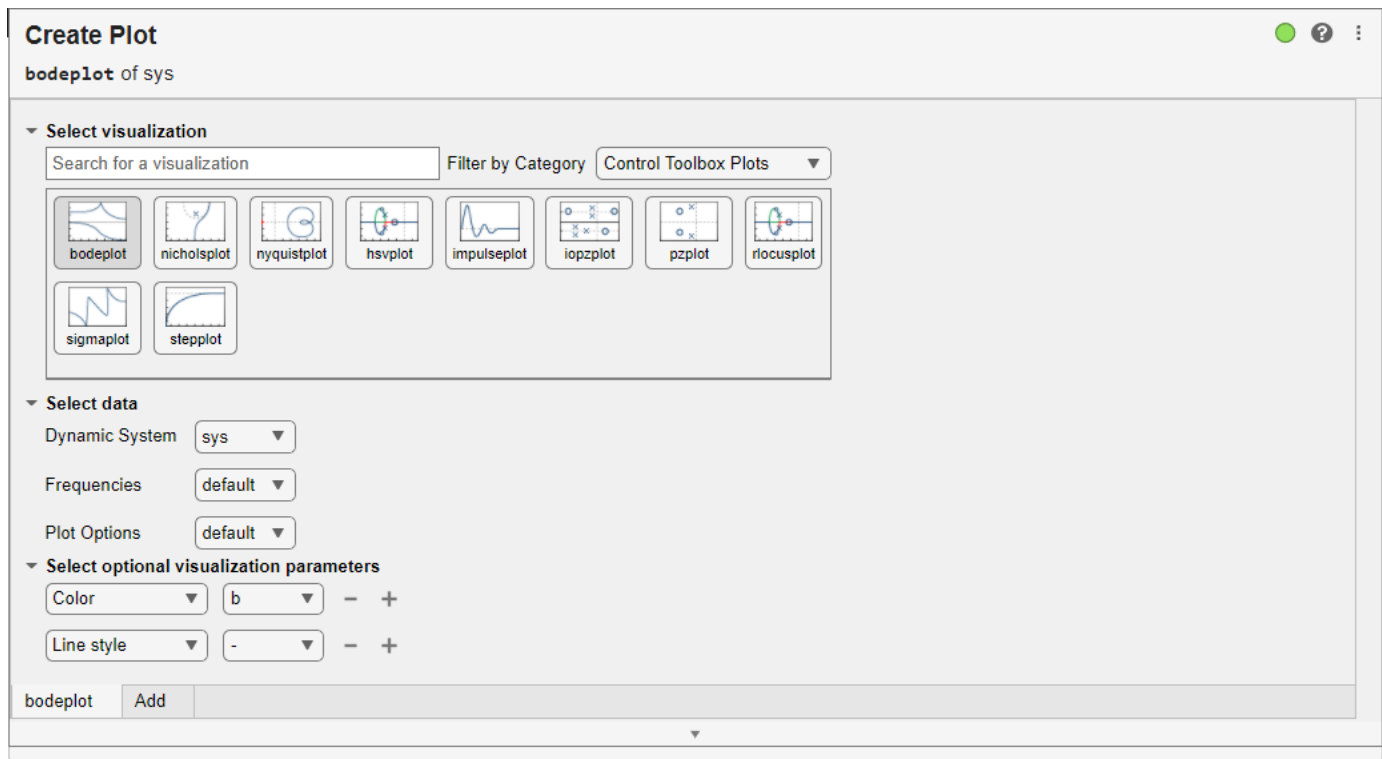 Create Plot
bodeplot of sys
Select visualization
Search for a visualization Filter by Category Control Toolbox Plots
bodeplot nicholsplot nyquistplot hsvplot impulseplot iopzplot pzplot rlocusplot
sigmaplot stepplot
Select data
Dynamic System sys
Frequencies default
Plot Options default
Select optional visualization parameters
Color b - +
Line style - - +
bodeplot Add